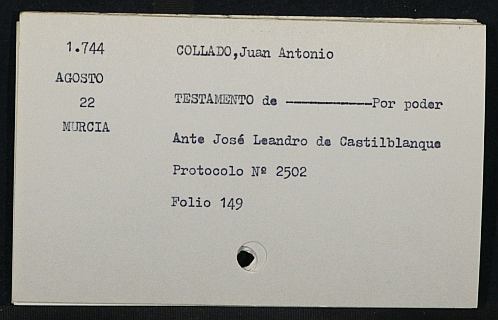 1.744
COLLADO,Juan Antonio
AGOSTO
22
TESTAMENTO de ------------Por poder
MURCIA
Ante José Leandro de Castilblanque
Protocolo Nº 2502
Folio 149